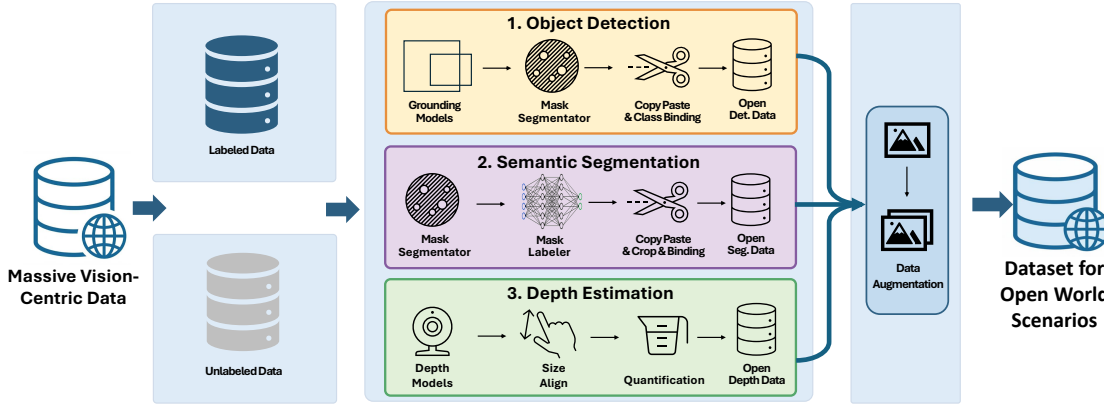 Massive Vision-
Centric Data
Labeled Data
Unlabeled Data
1. Object Detection
Grounding
Models
Mask
Segmentator
Copy Paste
& Class Binding
Open
Det. Data
2. Semantic Segmentation
Mask
Segmentator
Mask
Labeler
Copy Paste
& Crop & Binding
Open
Seg. Data
3. Depth Estimation
Depth
Models
Size
Align
Quantification
Open
Depth Data
Data
Augmentation
Dataset for
Open World
Scenarios